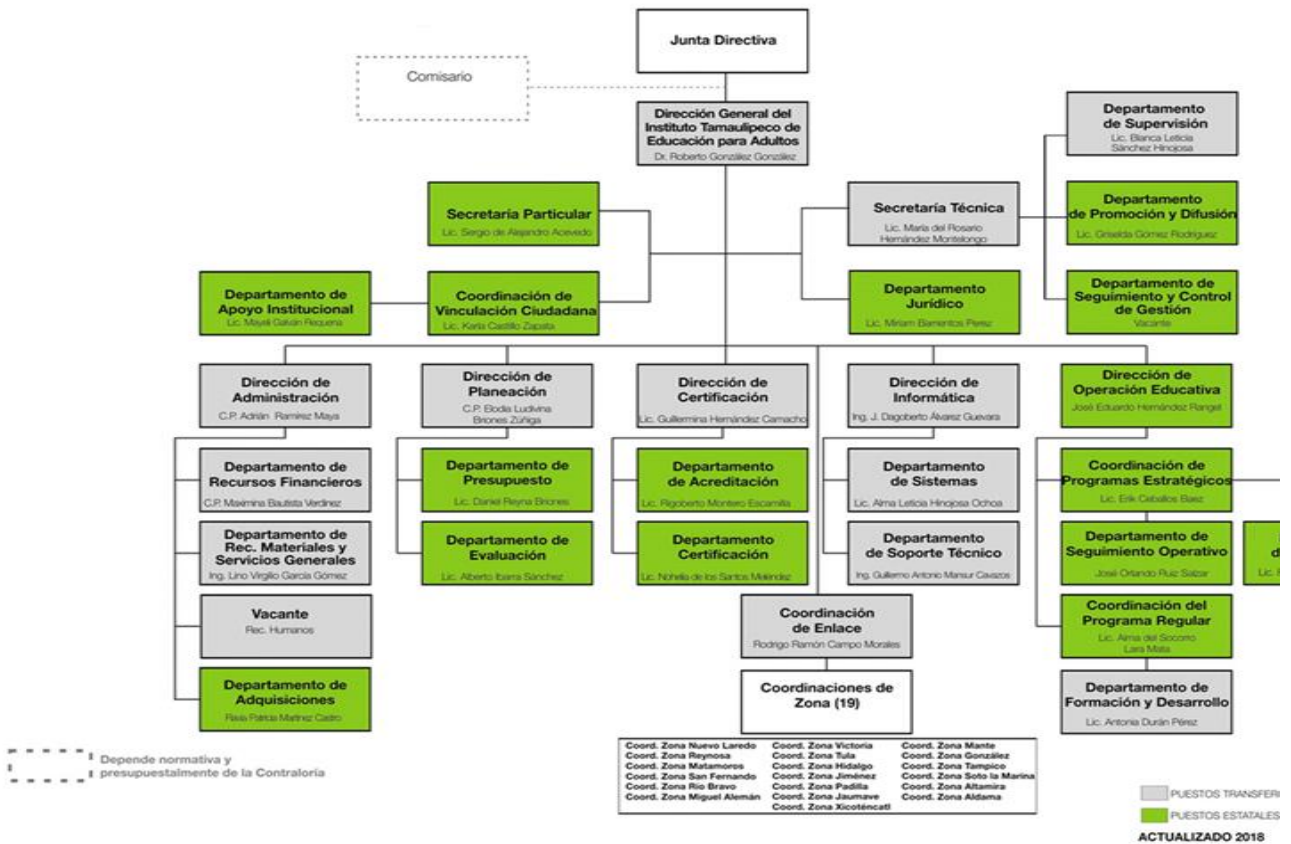 Junta Directiva
Comisario
Dirección General del
Instituto Tamaulipeco de
Educación para Adultos
Dr. Roberto González González
Departamento
de Supervisión
Lic. Blanca Leticia
Sánchez Hinojosa
Secretaría Particular
Lic. Sergio de Alejandro Acevedo
Secretaría Técnica
Lic. María del Rosario
Hernández Montelongo
Departamento
de Promoción y Difusión
Lic. Griselda Gómez Rodríguez
Departamento de
Apoyo Institucional
Lic. Mayeli Galván Requena
Coordinación de
Vinculación Ciudadana
Lic. Karla Castillo Zapata
Departamento
Jurídico
Lic. Miriam Barrientos Perez
Departamento de
Seguimiento y Control
de Gestión
Vacante
Dirección de
Administración
C.P. Adrián Ramírez Maya
Dirección de
Planeación
C.P. Elodia Ludivina
Briones Zúñiga
Dirección de
Certificación
Lic. Guillermina Hernández Camacho
Dirección de
Informática
Ing. J. Dagoberto Álvarez Guevara
Dirección de
Operación Educativa
José Eduardo Hernández Rangel
Departamento de
Recursos Financieros
C.P. Maximina Bautista Verdinez
Departamento de
Presupuesto
Lic. Daniel Reyna Briones
Departamento
de Acreditación
Lic. Rigoberto Montero Escamilla
Departamento
de Sistemas
Lic. Alma Leticia Hinojosa Ochoa
Coordinación de
Programas Estratégicos
Lic. Erik Ceballos Baez
Departamento de
Rec. Materiales y
Servicios Generales
Ing. Lino Virgilio García Gómez
Departamento de
Evaluación
Lic. Alberto Ibarra Sánchez
Departamento
Certificación
Lic. Nohelia de los Santos Meléndez
Departamento
de Soporte Técnico
Ing. Guillermo Antonio Mansur Cavazos
Departamento de
Seguimiento Operativo
José Orlando Ruiz Salzar
d
Lic.
Vacante
Rec. Humanos
Coordinación
de Enlace
Rodrigo Ramón Campo Morales
Coordinación del
Programa Regular
Lic. Alma del Socorro
Lara Mata
Departamento de
Adquisiciones
Patricia Martínez Castro
Coordinaciones de
Zona (19)
Departamento de
Formación y Desarrollo
Lic. Antonia Durán Pérez
Coord. Zona Nuevo Laredo
Coord. Zona Reynosa
Coord. Zona Matamoros
Coord. Zona San Fernando
Coord. Zona Río Bravo
Coord. Zona Miguel Alemán
Coord. Zona Victoria
Coord. Zona Tula
Coord. Zona Hidalgo
Coord. Zona Jiménez
Coord. Zona Padilla
Coord. Zona Jaumave
Coord. Zona Xicoténcatl
Coord. Zona Mante
Coord. Zona González
Coord. Zona Tampico
Coord. Zona Soto la Marina
Coord. Zona Altamira
Coord. Zona Aldama
Depende normativa y
presupuestalmente de la Contraloría
PUESTOS TRANSFERI
PUESTOS ESTATALES
ACTUALIZADO 2018